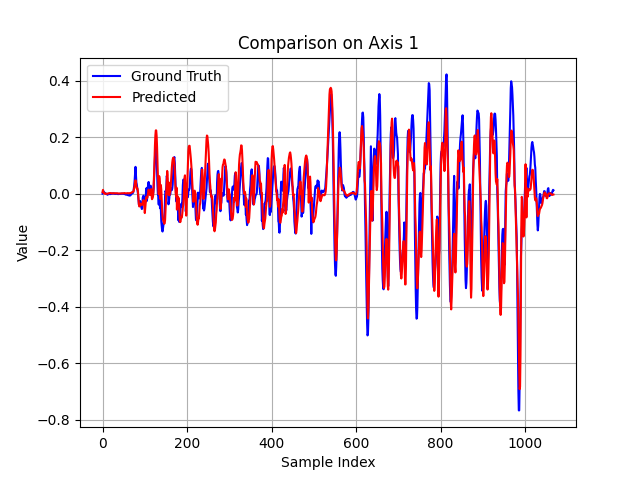 Comparison on Axis 1
Ground Truth
Predicted
0.4
0.2
0.0
−0.2
−0.4
−0.6
−0.8
Value
0 200 400 600 800 1000
Sample Index